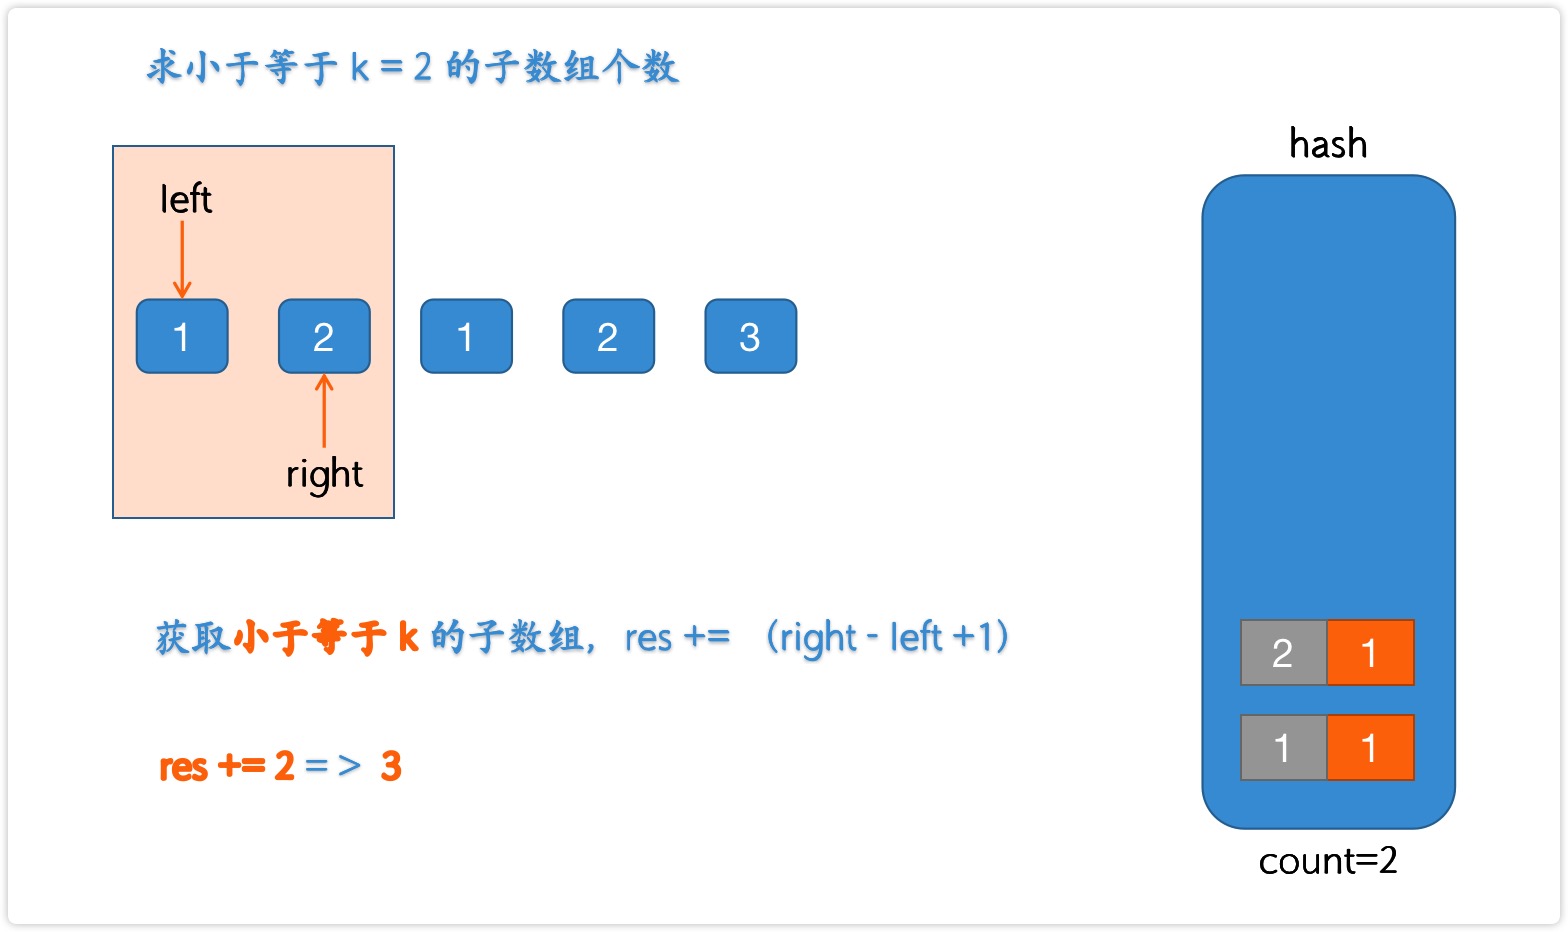 求小于等于 k = 2 的子数组个数
hash
left
1 2 1 2 3
right
获取小于等于 k 的子数组，res += （right - left +1）
2 1
res += 2 = > 3
1 1
count=2